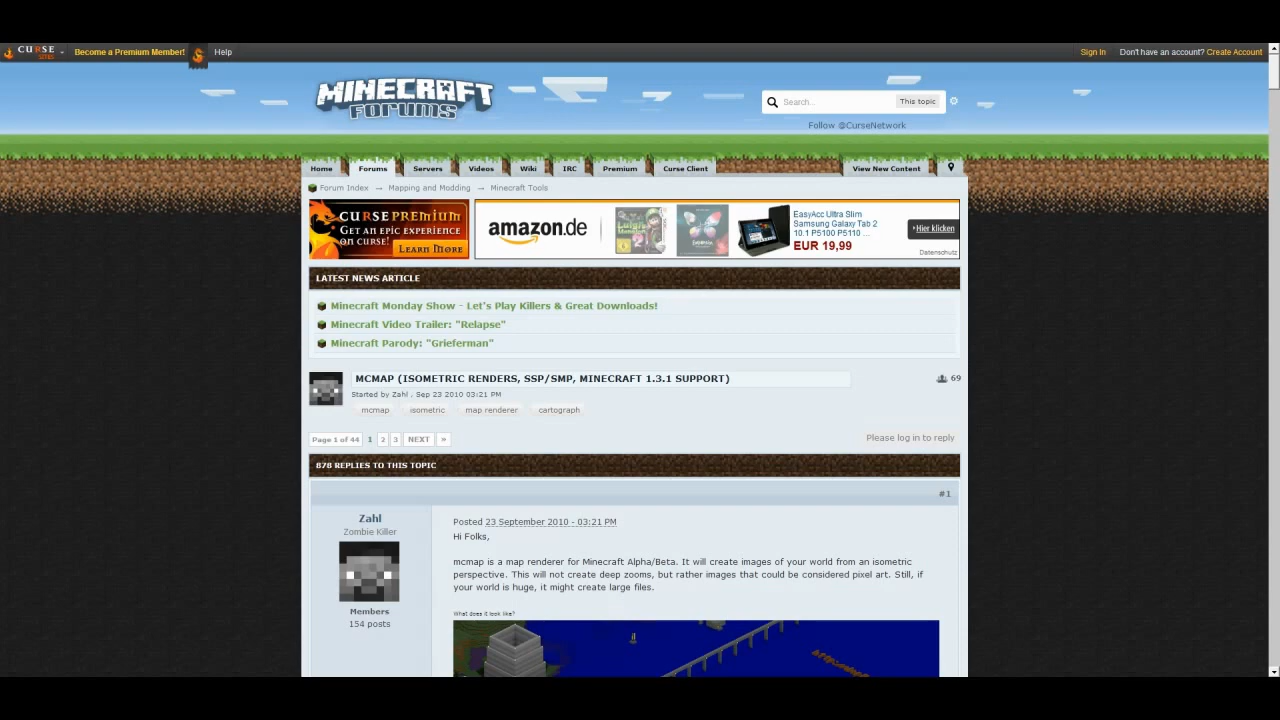 CURSE SITES Become a Premium Member! Help Sign In Don't have an account? Create Account
MINECRAFT
FORUMS
Search... This topic
Follow @CurseNetwork
Home Forums Servers Videos Wiki IRC Premium Curse Client View New Content
Forum Index → Mapping and Modding → Minecraft Tools
CURSE PREMIUM
GET AN EPIC EXPERIENCE
ON CURSE!
LEARN MORE
amazon.de
EasyAcc Ultra Slim
Samsung Galaxy Tab 2
10.1 P5100 P5110 ...
EUR 19,99
Hier klicken
Datenschutz
LATEST NEWS ARTICLE
Minecraft Monday Show - Let's Play Killers & Great Downloads!
Minecraft Video Trailer: "Relapse"
Minecraft Parody: "Grieferman"
MCMAP (ISOMETRIC RENDERS, SSP/SMP, MINECRAFT 1.3.1 SUPPORT)
69
Started by Zahl , Sep 23 2010 03:21 PM
mcmap isometric map renderer cartograph
Page 1 of 44 1 2 3 NEXT »
Please log in to reply
878 REPLIES TO THIS TOPIC
#1
Zahl
Zombie Killer
Members
154 posts
Posted 23 September 2010 - 03:21 PM
Hi Folks,
mcmap is a map renderer for Minecraft Alpha/Beta. It will create images of your world from an isometric
perspective. This will not create deep zooms, but rather images that could be considered pixel art. Still, if
your world is huge, it might create large files.
What does it look like?